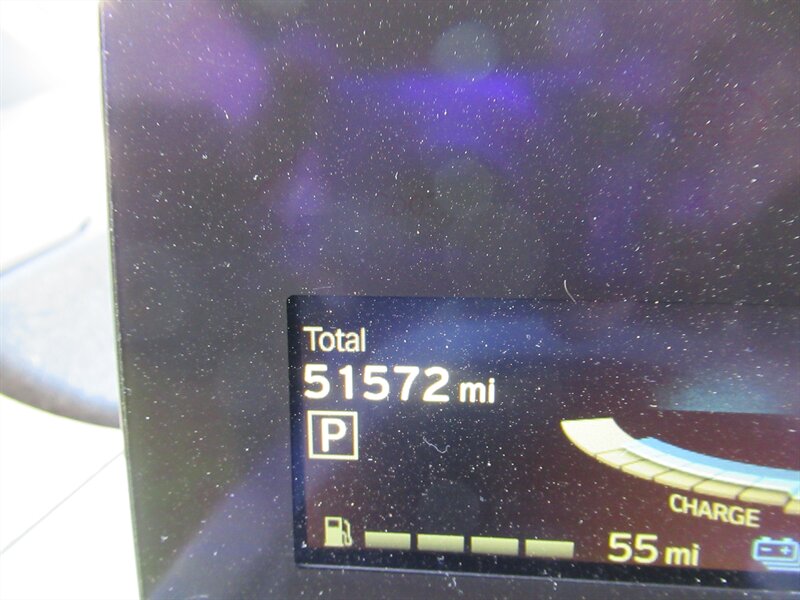 Total
51572 mi
P
CHARGE
55 mi